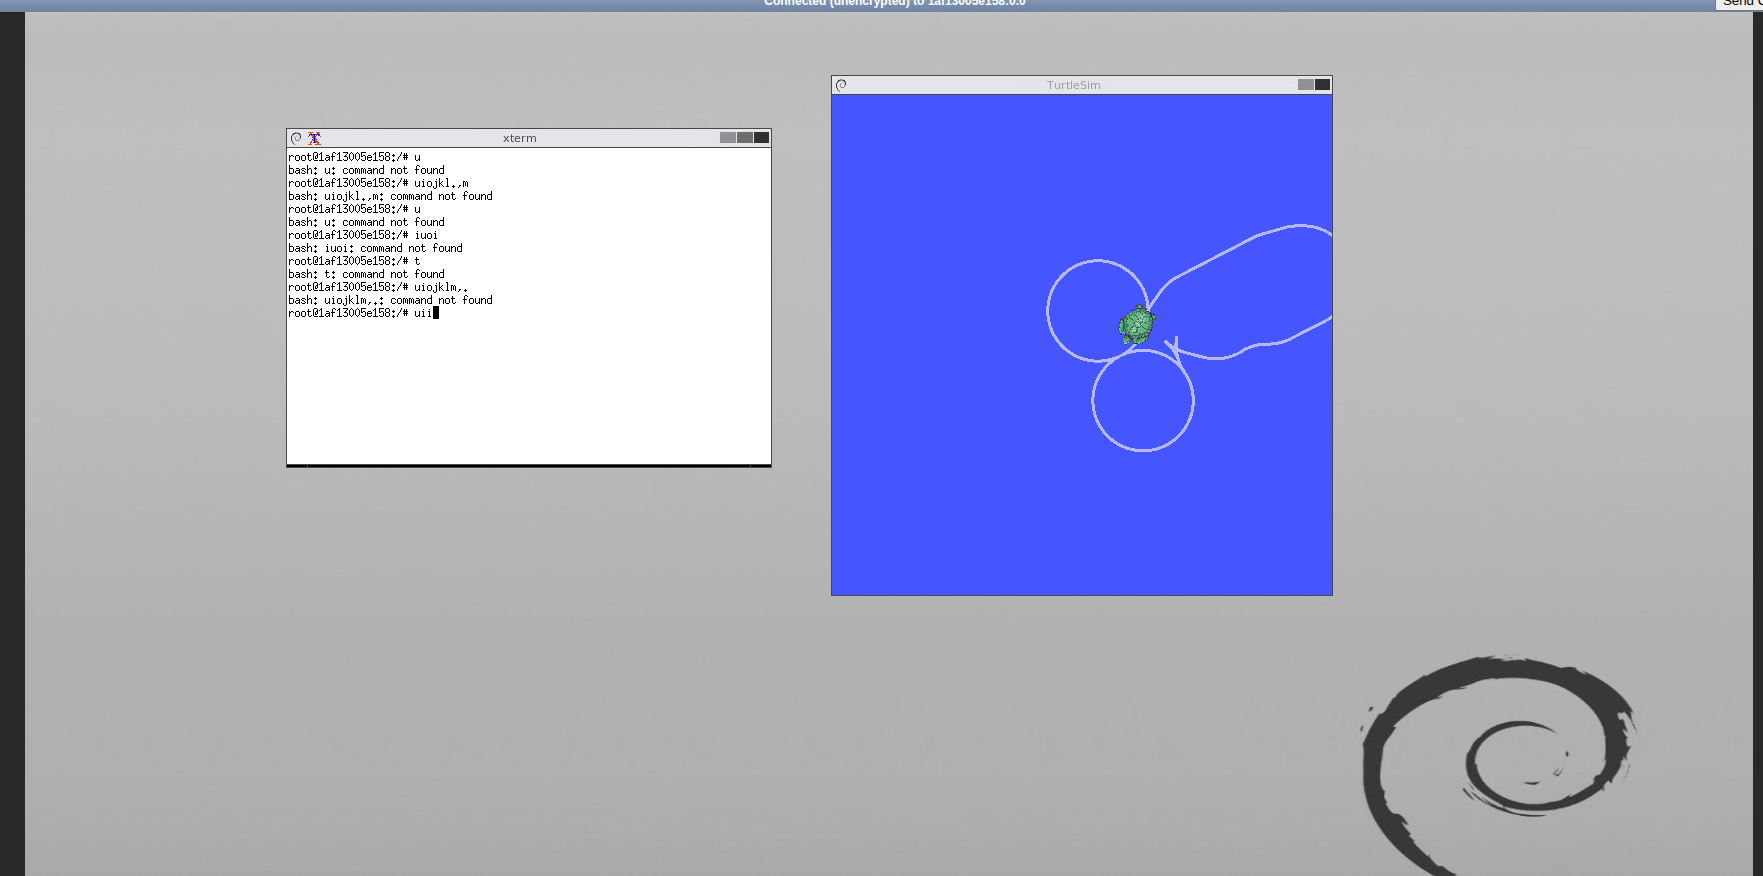 Connected (unencrypted) to 1af13005e158:0.0
Send
xterm
root@1af13005e158:/# u
bash: u: command not found
root@1af13005e158:/# uiojkl.,m
bash: uiojkl.,m: command not found
root@1af13005e158:/# u
bash: u: command not found
root@1af13005e158:/# iuoi
bash: iuoi: command not found
root@1af13005e158:/# t
bash: t: command not found
root@1af13005e158:/# uiojklm,.
bash: uiojklm,.: command not found
root@1af13005e158:/# uii
TurtleSim